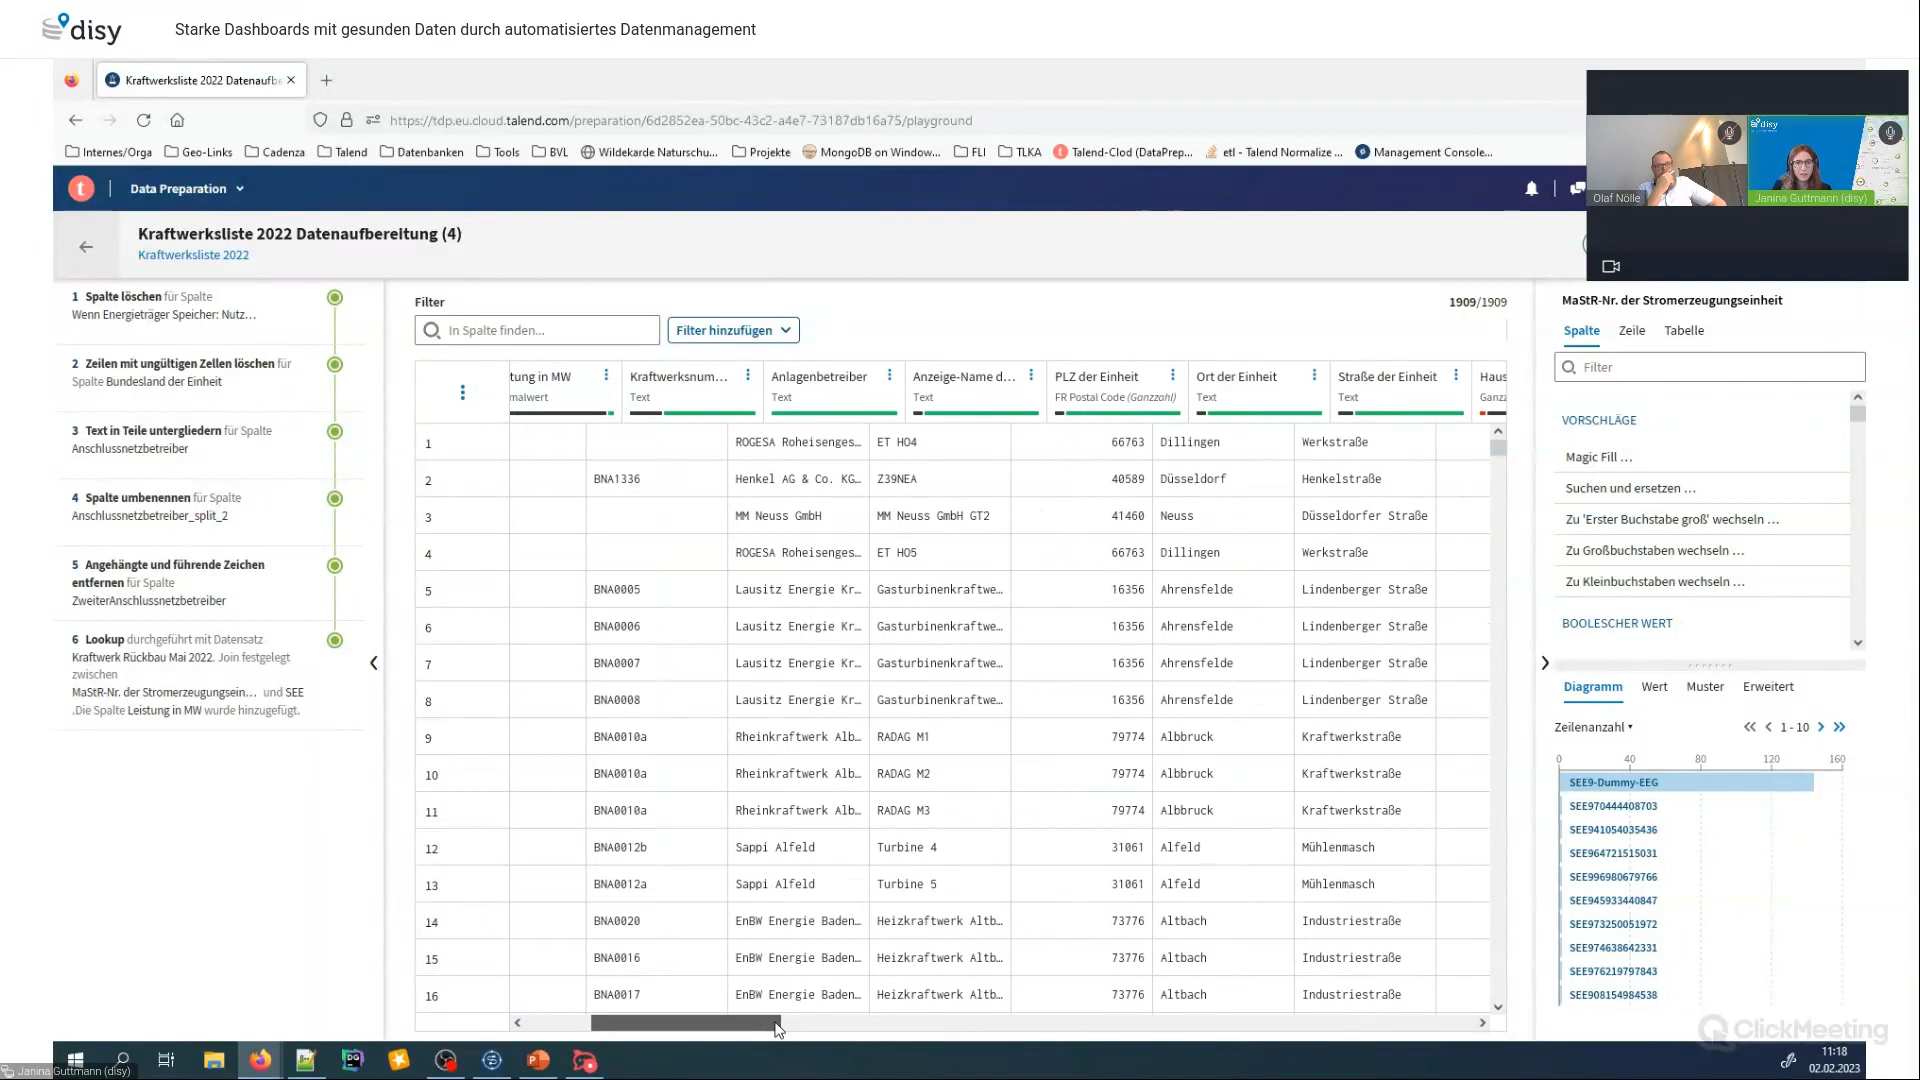 disy
Starke Dashboards mit gesunden Daten durch automatisiertes Datenmanagement
Kraftwerksliste 2022 Datenaufbe
https://tdp.eu.cloud.talend.com/preparation/6d2852ea-50bc-43c2-a4e7-73187db16a75/playground
Internes/Orga Geo-Links Cadenza Talend Datenbanken Tools BVL Wildekarde Naturschu... Projekte MongoDB on Window... FLI TLKA Talend-Clod (DataPrep... etl - Talend Normalize ... Management Console...
t Data Preparation
disy
Olaf Nölle Janina Guttmann (disy)
Kraftwerksliste 2022 Datenaufbereitung (4)
Kraftwerksliste 2022
1 Spalte löschen für Spalte
Wenn Energieträger Speicher: Nutz...
2 Zeilen mit ungültigen Zellen löschen für
Spalte Bundesland der Einheit
3 Text in Teile untergliedern für Spalte
Anschlussnetzbetreiber
4 Spalte umbenennen für Spalte
Anschlussnetzbetreiber_split_2
5 Angehängte und führende Zeichen
entfernen für Spalte
ZweiterAnschlussnetzbetreiber
6 Lookup durchgeführt mit Datensatz
Kraftwerk Rückbau Mai 2022. Join festgelegt
zwischen
MaStR-Nr. der Stromerzeugungsein... und SEE
.Die Spalte Leistung in MW wurde hinzugefügt.
Filter 1909/1909
In Spalte finden... Filter hinzufügen
tung in MW Kraftwerksnum... Anlagenbetreiber Anzeige-Name d... PLZ der Einheit Ort der Einheit Straße der Einheit Haus
malwert Text Text Text FR Postal Code (Ganzzahl) Text Text Ganzz
1 ROGESA Roheisenges… ET HO4 66763 Dillingen Werkstraße
2 BNA1336 Henkel AG & Co. KG… Z39NEA 40589 Düsseldorf Henkelstraße
3 MM Neuss GmbH MM Neuss GmbH GT2 41460 Neuss Düsseldorfer Straße
4 ROGESA Roheisenges… ET HO5 66763 Dillingen Werkstraße
5 BNA0005 Lausitz Energie Kr… Gasturbinenkraftwe… 16356 Ahrensfelde Lindenberger Straße
6 BNA0006 Lausitz Energie Kr… Gasturbinenkraftwe… 16356 Ahrensfelde Lindenberger Straße
7 BNA0007 Lausitz Energie Kr… Gasturbinenkraftwe… 16356 Ahrensfelde Lindenberger Straße
8 BNA0008 Lausitz Energie Kr… Gasturbinenkraftwe… 16356 Ahrensfelde Lindenberger Straße
9 BNA0010a Rheinkraftwerk Alb… RADAG M1 79774 Albbruck Kraftwerkstraße
10 BNA0010a Rheinkraftwerk Alb… RADAG M2 79774 Albbruck Kraftwerkstraße
11 BNA0010a Rheinkraftwerk Alb… RADAG M3 79774 Albbruck Kraftwerkstraße
12 BNA0012b Sappi Alfeld Turbine 4 31061 Alfeld Mühlenmasch
13 BNA0012a Sappi Alfeld Turbine 5 31061 Alfeld Mühlenmasch
14 BNA0020 EnBW Energie Baden… Heizkraftwerk Altb… 73776 Altbach Industriestraße
15 BNA0016 EnBW Energie Baden… Heizkraftwerk Altb… 73776 Altbach Industriestraße
16 BNA0017 EnBW Energie Baden… Heizkraftwerk Altb… 73776 Altbach Industriestraße
MaStR-Nr. der Stromerzeugungseinheit
Spalte Zeile Tabelle
Filter
VORSCHLÄGE
Magic Fill ...
Suchen und ersetzen ...
Zu 'Erster Buchstabe groß' wechseln ...
Zu Großbuchstaben wechseln ...
Zu Kleinbuchstaben wechseln ...
BOOLESCHER WERT
Diagramm Wert Muster Erweitert
Zeilenanzahl 1 - 10
0 40 80 120 160
SEE9-Dummy-EEG
SEE970444408703
SEE941054035436
SEE964721515031
SEE996980679766
SEE945933440847
SEE973250051972
SEE974638642331
SEE976219797843
SEE908154984538
ClickMeeting
DG
11:18
02.02.2023
Janina Guttmann (disy)